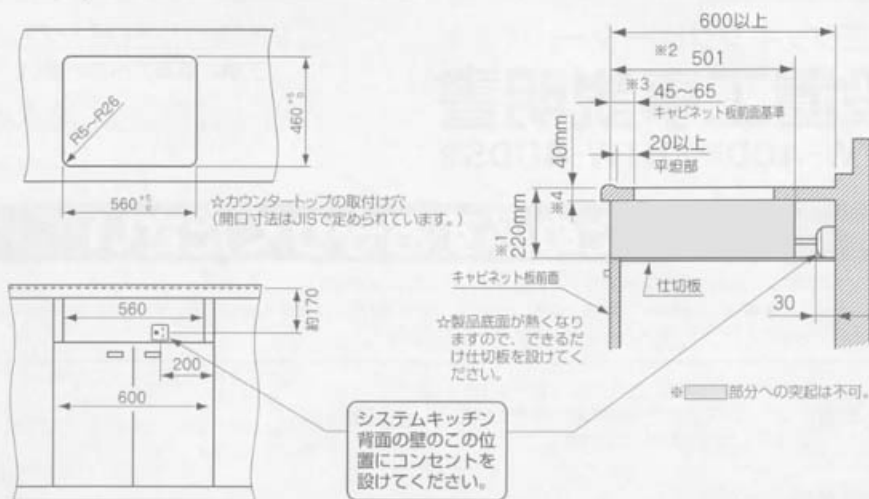 R5～R26
460 +5 0
560 +5 0
☆カウンタートップの取付け穴
(開口寸法はJISで定められています。)
600以上
※2
501
※3
45～65
キャビネット板前面基準
20以上
平坦部
40mm
※1
220mm
※4
キャビネット板前面
仕切板
30
☆製品底面が熱くなり
ますので、できるだ
け仕切板を設けてく
ださい。
※ 部分への突起は不可。
560
約170
200
600
システムキッチン
背面の壁のこの位
置にコンセントを
設けてください。